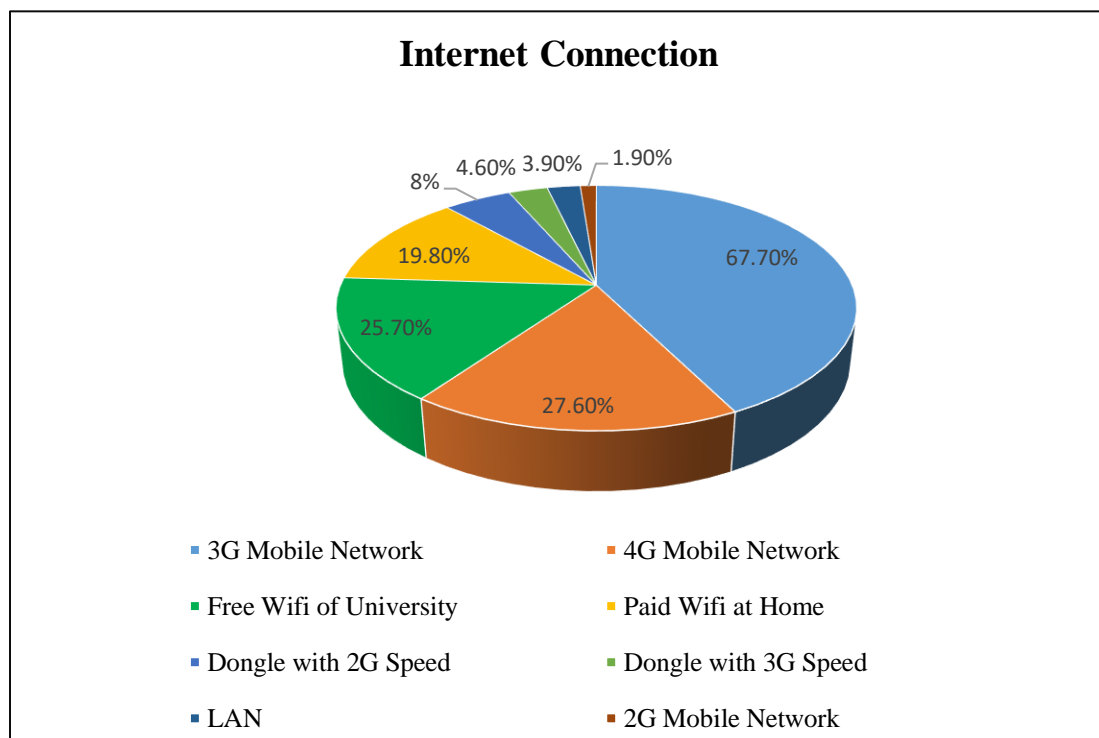 Internet Connection
8%
4.60%
3.90%
1.90%
19.80%
67.70%
25.70%
27.60%
3G Mobile Network
4G Mobile Network
Free Wifi of University
Paid Wifi at Home
Dongle with 2G Speed
Dongle with 3G Speed
LAN
2G Mobile Network